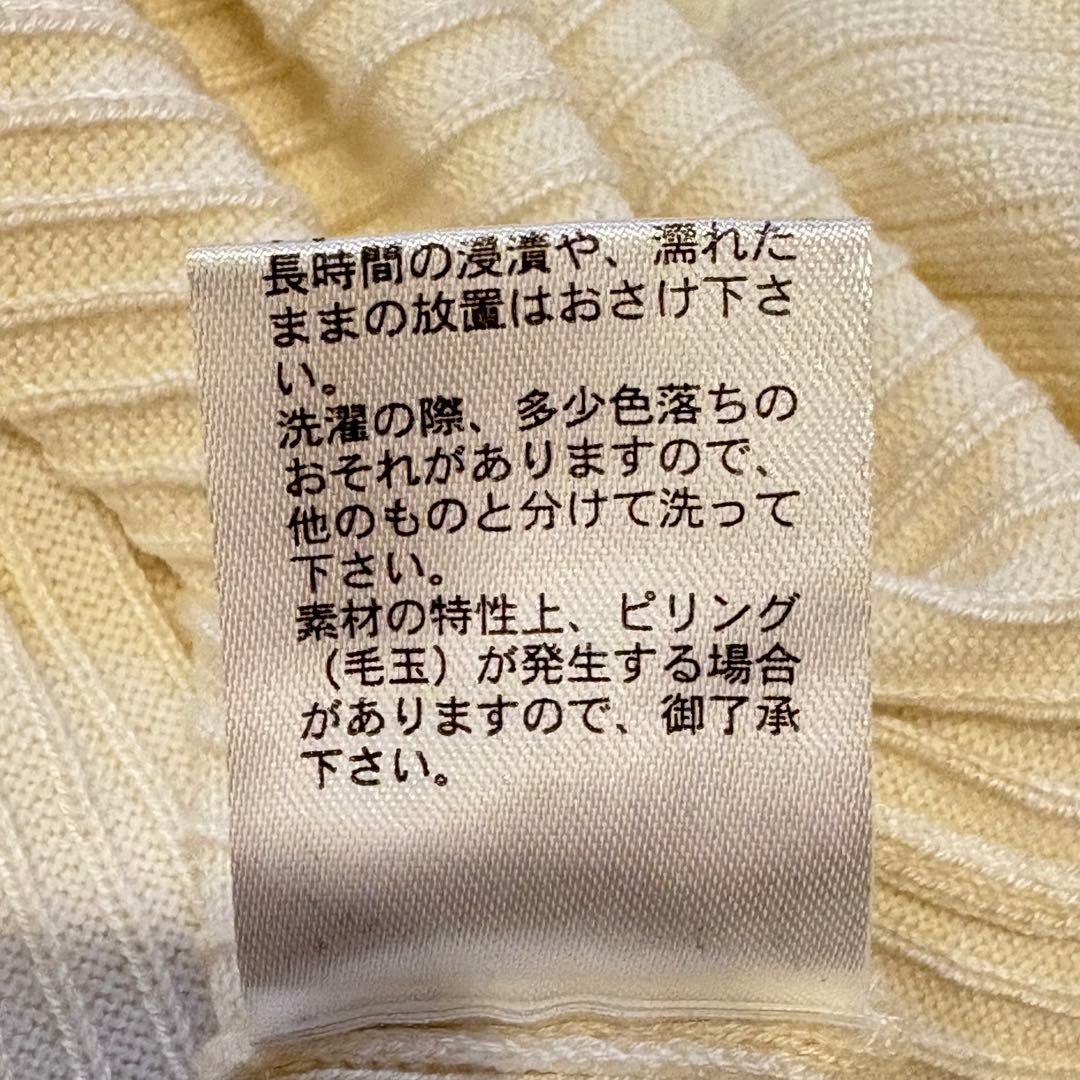 長時間の浸漬や、濡れた
ままの放置はおさけ下さ
い。
洗濯の際、多少色落ちの
おそれがありますので、
他のものと分けて洗って
下さい。
素材の特性上、ピリング
（毛玉）が発生する場合
がありますので、御了承
下さい。